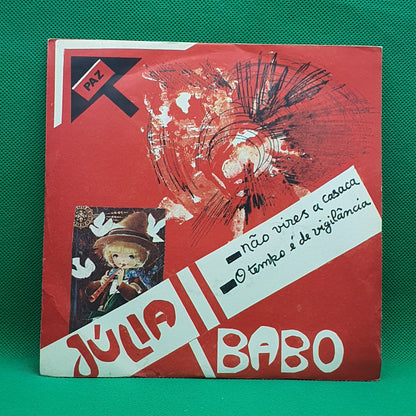 PAZ
não vires a casaca
O tempo é de vigilância
JÚLIA
BABO